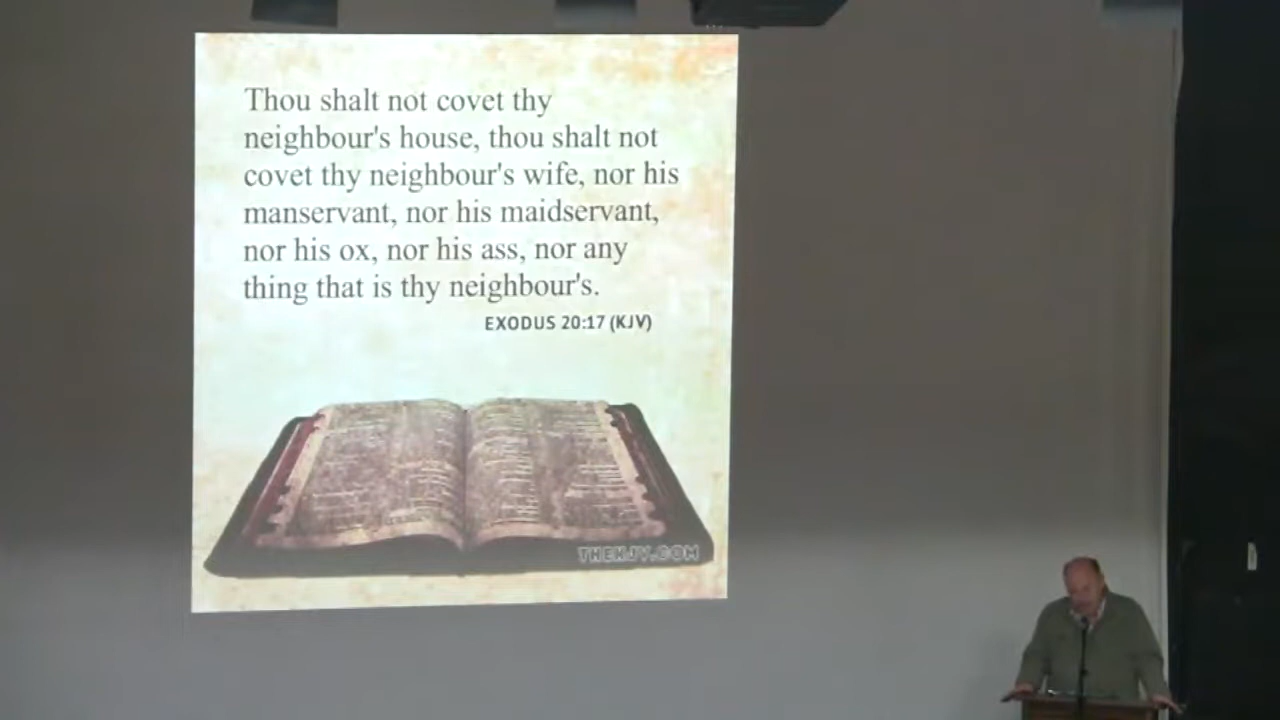 Thou shalt not covet thy
neighbour's house, thou shalt not
covet thy neighbour's wife, nor his
manservant, nor his maidservant,
nor his ox, nor his ass, nor any
thing that is thy neighbour's.
EXODUS 20:17 (KJV)
THEKJV.COM